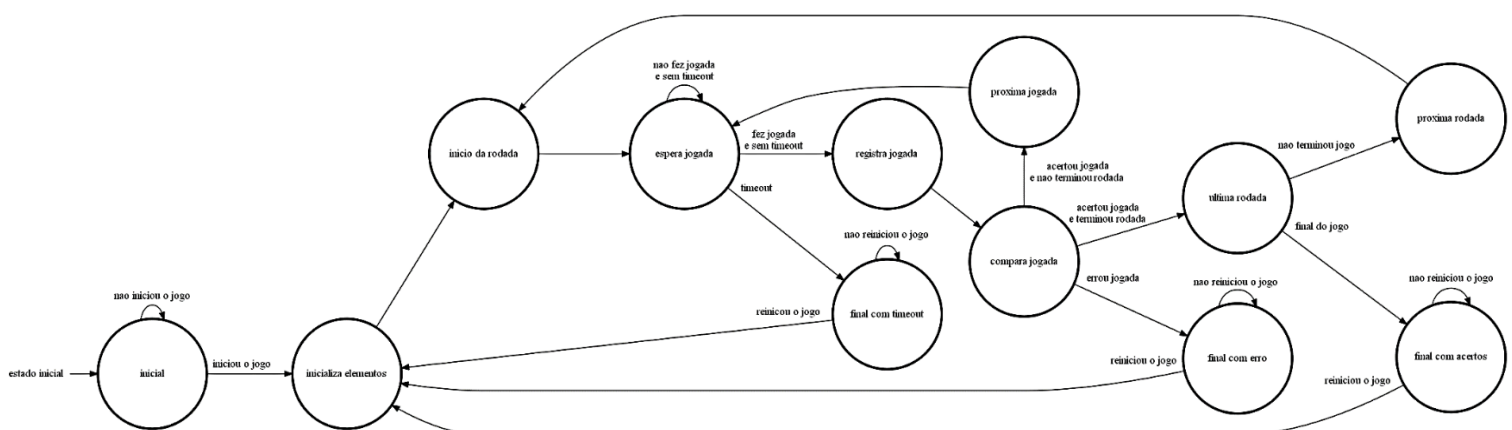 estado inicial
inicial
nao iniciou o jogo
iniciou o jogo
inicializa elementos
inicio da rodada
nao fez jogada
e sem timeout
espera jogada
fez jogada
e sem timeout
timeout
registra jogada
nao reiniciou o jogo
final com timeout
reinicou o jogo
proxima jogada
acertou jogada
e nao terminou rodada
compara jogada
acertou jogada
e terminou rodada
errou jogada
ultima rodada
nao terminou jogo
final do jogo
proxima rodada
nao reiniciou o jogo
final com erro
reiniciou o jogo
nao reiniciou o jogo
final com acertos
reiniciou o jogo